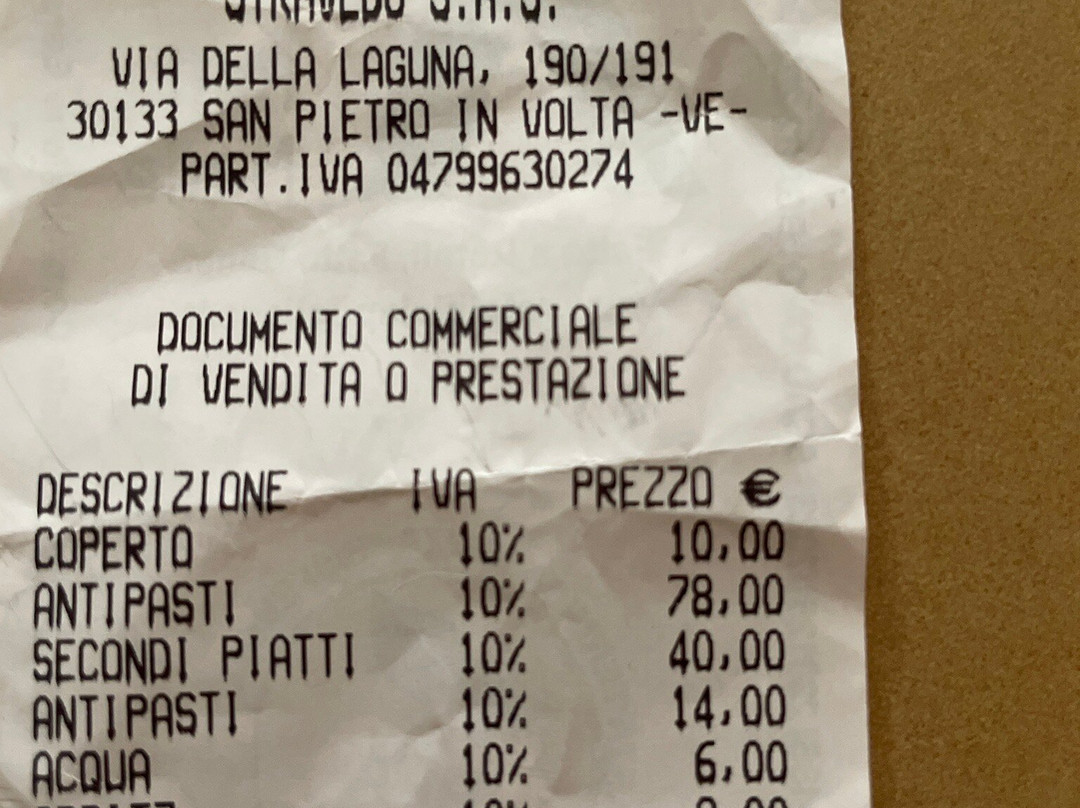 VIA DELLA LAGUNA, 190/191
30133 SAN PIETRO IN VOLTA -VE-
PART.IVA 04799630274
DOCUMENTO COMMERCIALE
DI VENDITA O PRESTAZIONE
DESCRIZIONE IVA PREZZO €
COPERTO 10% 10,00
ANTIPASTI 10% 78,00
SECONDI PIATTI 10% 40,00
ANTIPASTI 10% 14,00
ACQUA 10% 6,00